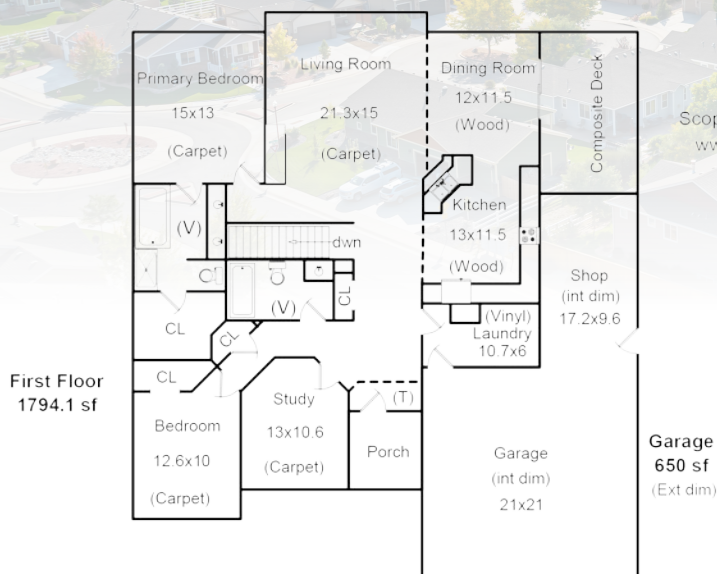 Primary Bedroom
15x13
(Carpet)
Living Room
21.3x15
(Carpet)
Dining Room
12x11.5
(Wood)
Composite Deck
(V)
Kitchen
13x11.5
(Wood)
dwn
(V)
CL
CL
CL
CL
Shop
(int dim)
17.2x9.6
(Vinyl)
Laundry
10.7x6
First Floor
1794.1 sf
Bedroom
12.6x10
(Carpet)
Study
13x10.6
(Carpet)
(T)
Porch
Garage
(int dim)
21x21
Garage
650 sf
(Ext dim)